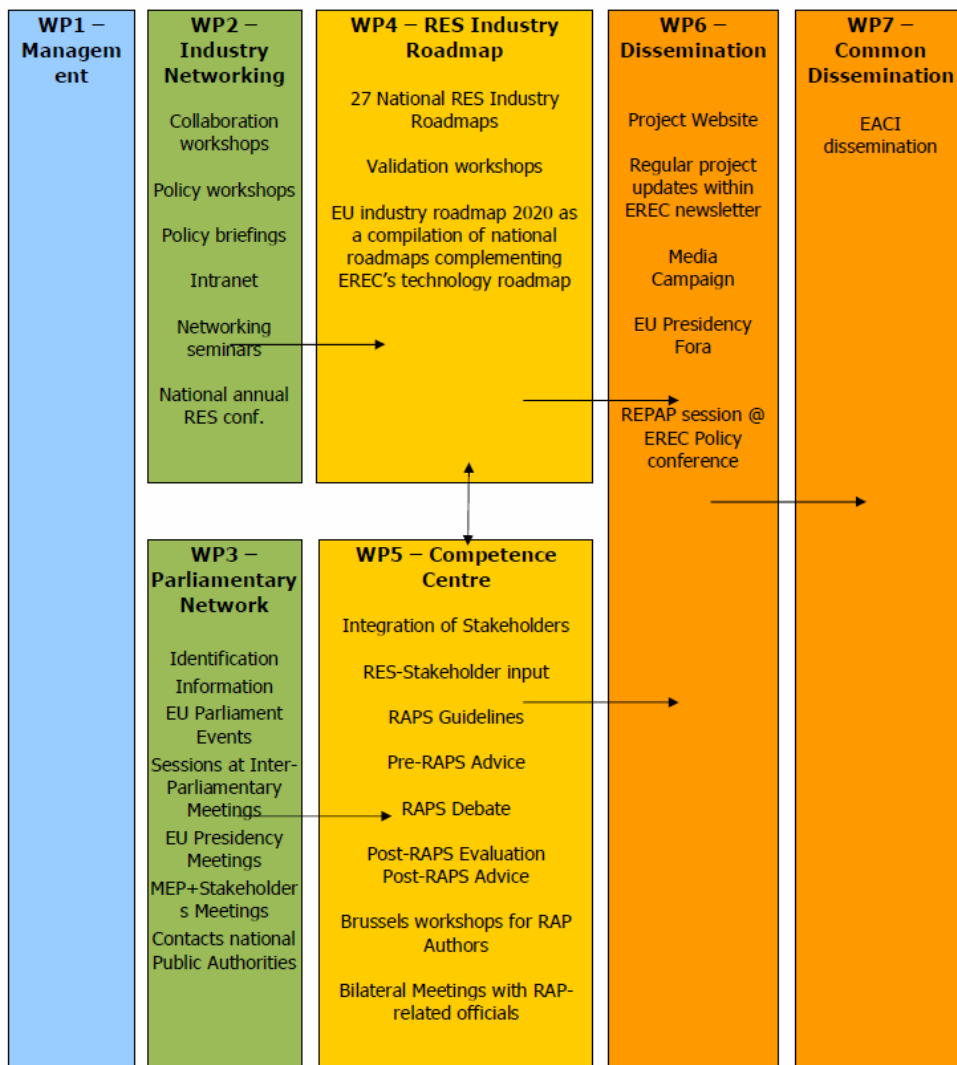 WP1 –
Managem
ent
WP2 –
Industry
Networking
Collaboration
workshops
Policy workshops
Policy briefings
Intranet
Networking
seminars
National annual
RES conf.
WP4 – RES Industry
Roadmap
27 National RES Industry
Roadmaps
Validation workshops
EU industry roadmap 2020 as
a compilation of national
roadmaps complementing
EREC's technology roadmap
WP6 –
Dissemination
Project Website
Regular project
updates within
EREC newsletter
Media
Campaign
EU Presidency
Fora
REPAP session @
EREC Policy
conference
WP7 –
Common
Dissemination
EACI
dissemination
WP3 –
Parliamentary
Network
Identification
Information
EU Parliament
Events
Sessions at Inter-
Parliamentary
Meetings
EU Presidency
Meetings
MEP+Stakeholder
s Meetings
Contacts national
Public Authorities
WP5 – Competence
Centre
Integration of Stakeholders
RES-Stakeholder input
RAPS Guidelines
Pre-RAPS Advice
RAPS Debate
Post-RAPS Evaluation
Post-RAPS Advice
Brussels workshops for RAP
Authors
Bilateral Meetings with RAP-
related officials